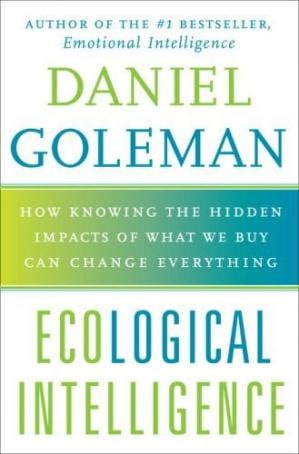 AUTHOR OF THE #1 BESTSELLER,
Emotional Intelligence
DANIEL
GOLEMAN
HOW KNOWING THE HIDDEN
IMPACTS OF WHAT WE BUY
CAN CHANGE EVERYTHING
ECOLOGICAL
INTELLIGENCE